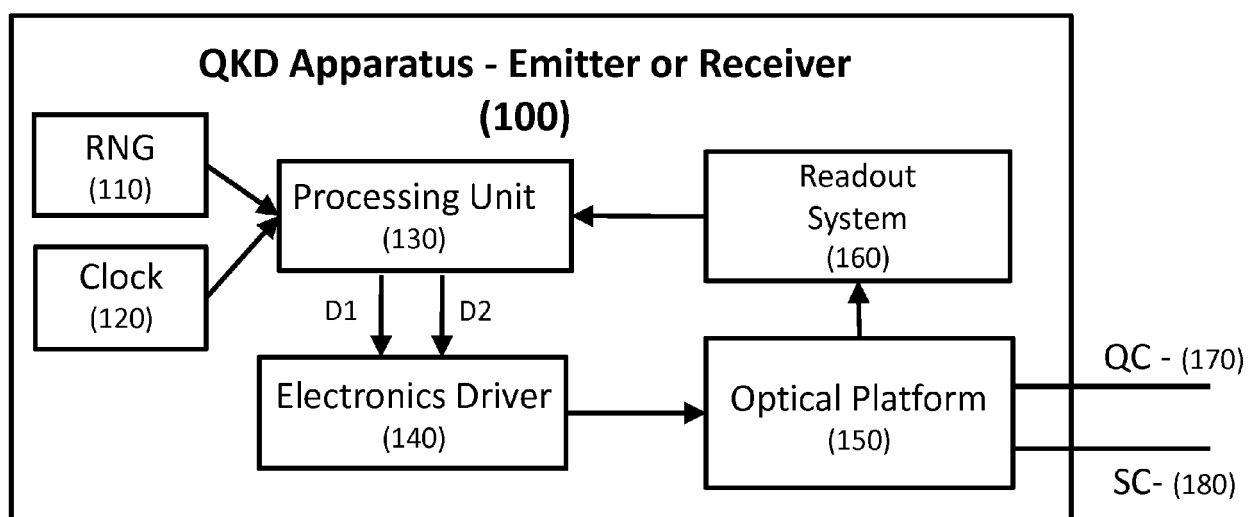 QKD Apparatus - Emitter or Receiver
(100)
RNG
(110)
Clock
(120)
Processing Unit
(130)
Readout
System
(160)
D1
D2
Electronics Driver
(140)
Optical Platform
(150)
QC - (170)
SC- (180)